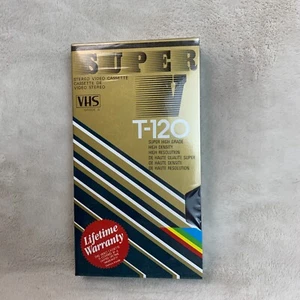 SUPER
V
STEREO VIDEO CASSETTE
CASSETTE DE
VIDEO STEREO
VHS
T-120
SUPER HIGH GRADE
HIGH DENSITY
HIGH RESOLUTION
DE HAUTE QUALITE SUPER
DE HAUTE DENSITE
DE HAUTE RESOLUTION
Lifetime
Warranty